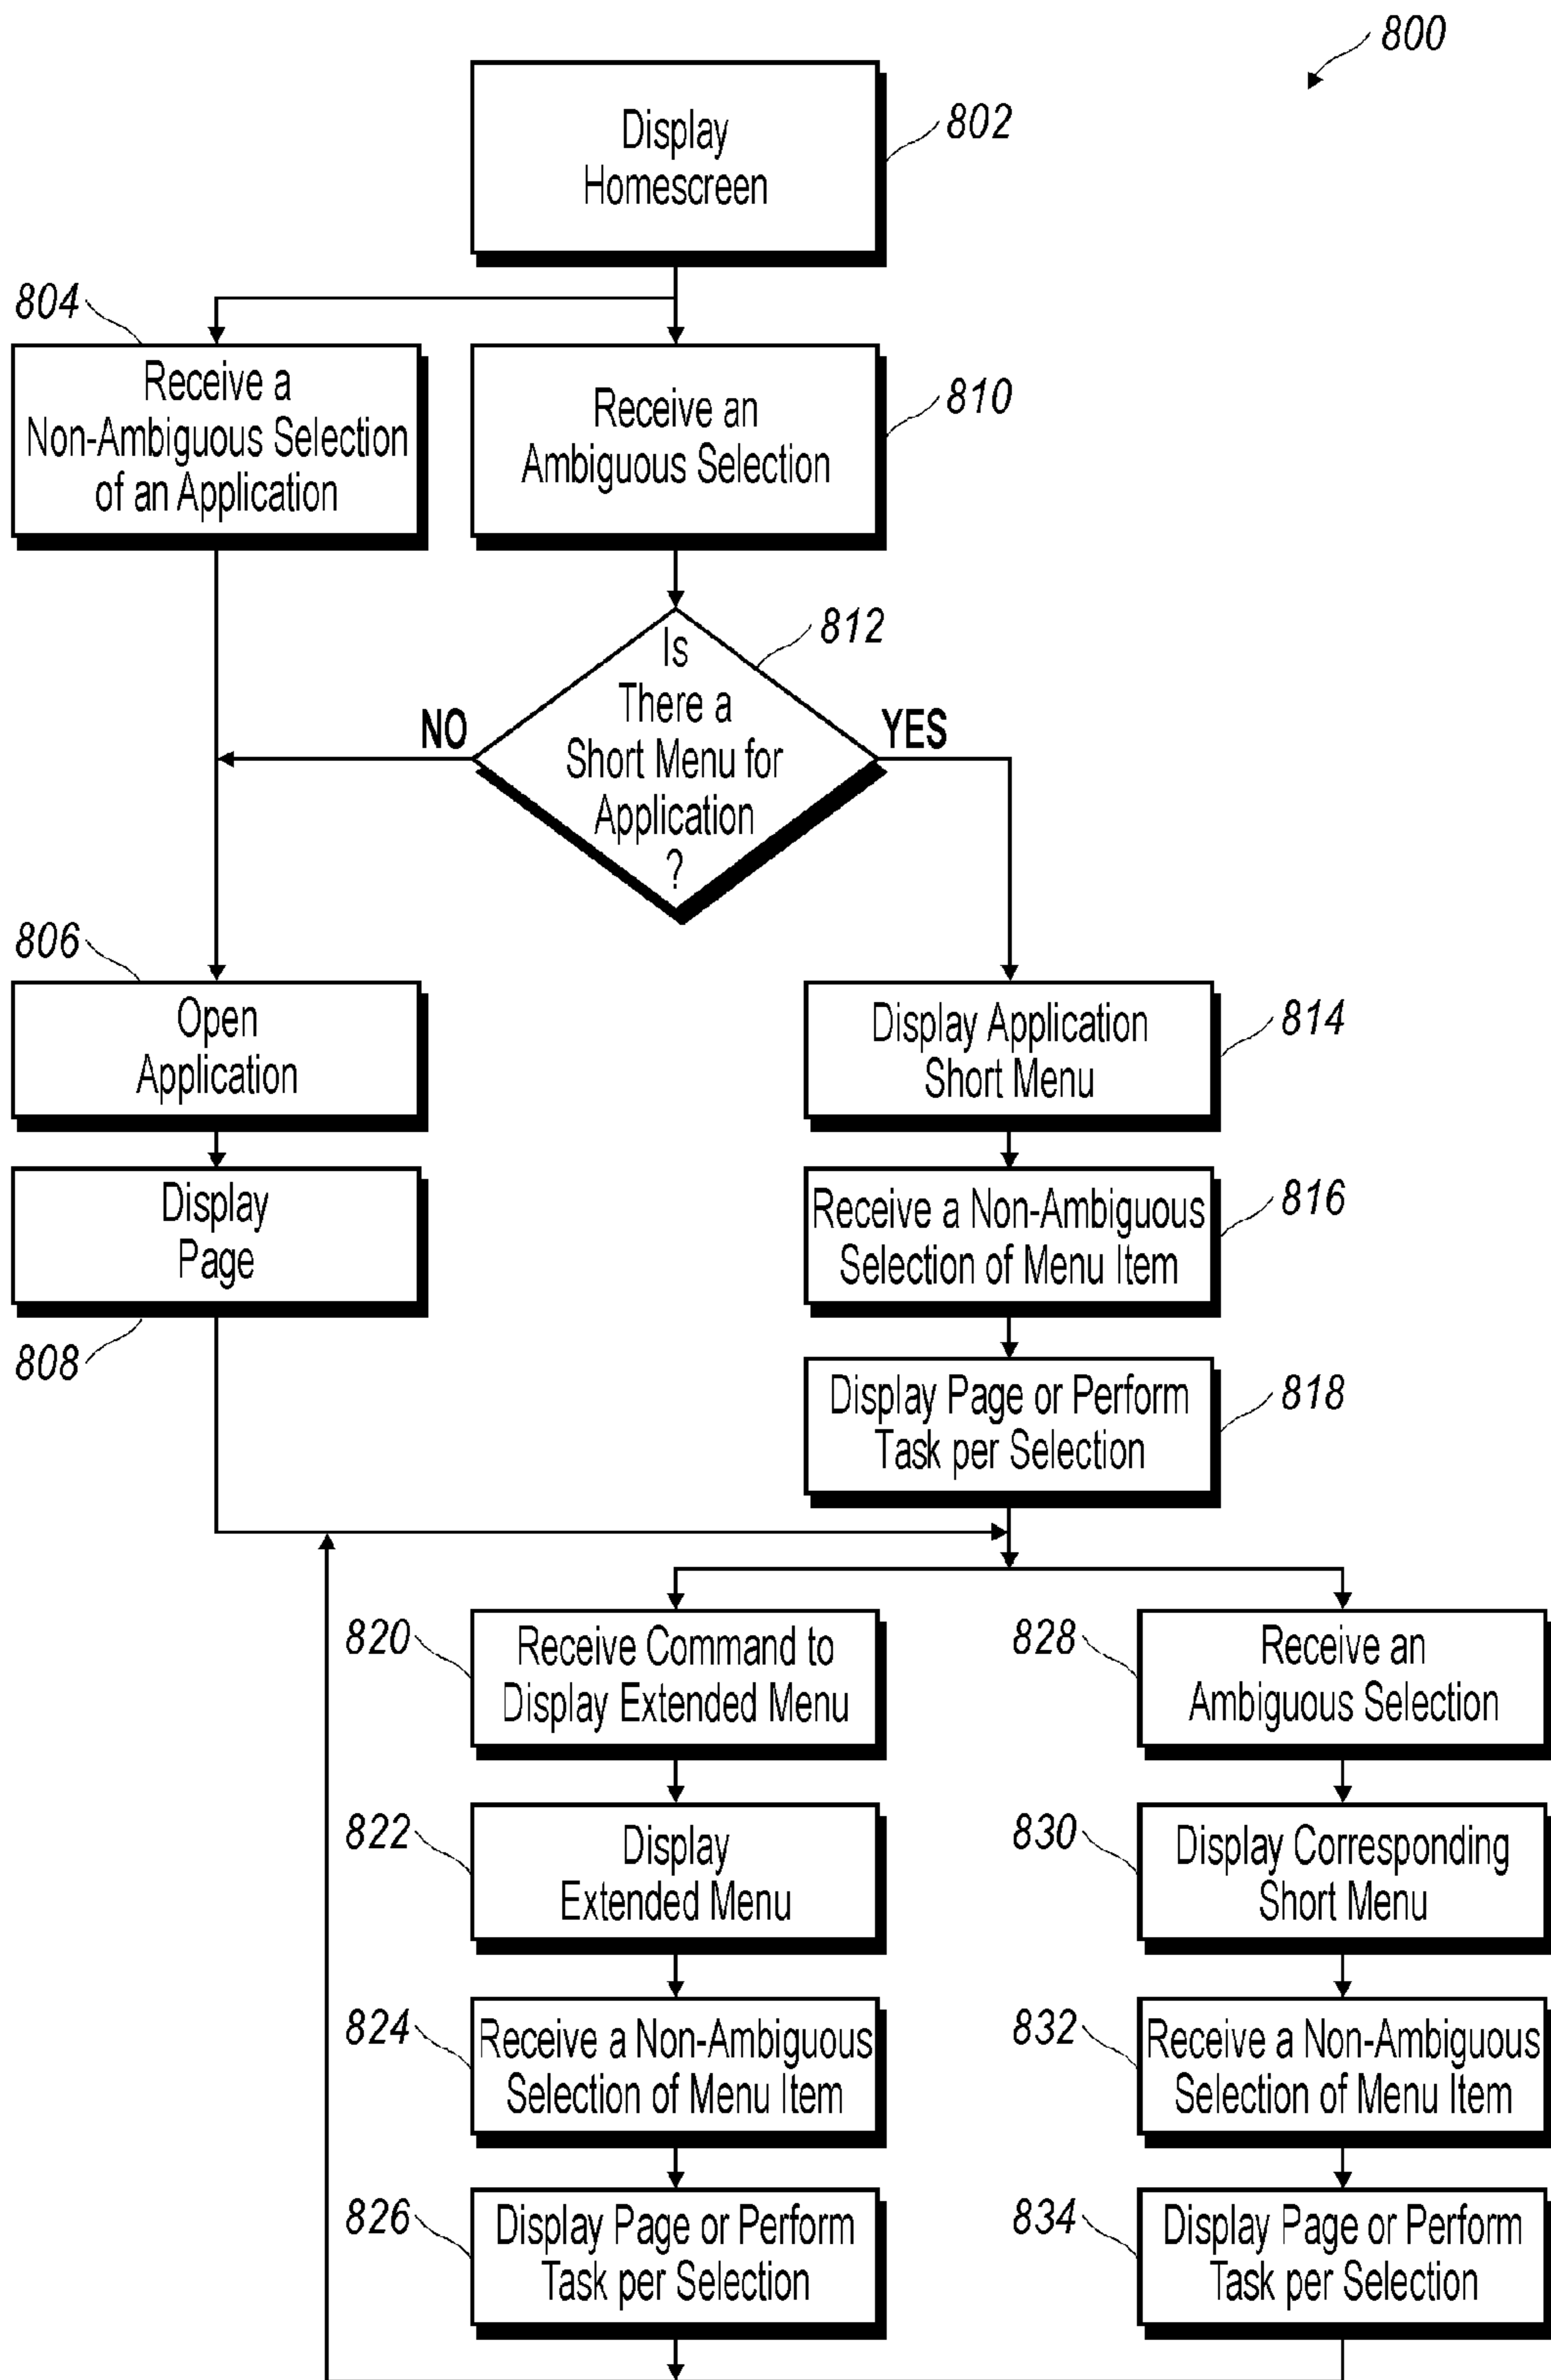 800
Display
Homescreen
802
804
Receive a
Non-Ambiguous Selection
of an Application
Receive an
Ambiguous Selection
810
Is
There a
Short Menu for
Application
?
812
NO
YES
806
Open
Application
Display Application
Short Menu
814
Display
Page
808
Receive a Non-Ambiguous
Selection of Menu Item
816
Display Page or Perform
Task per Selection
818
820
Receive Command to
Display Extended Menu
828
Receive an
Ambiguous Selection
822
Display
Extended Menu
830
Display Corresponding
Short Menu
824
Receive a Non-Ambiguous
Selection of Menu Item
832
Receive a Non-Ambiguous
Selection of Menu Item
826
Display Page or Perform
Task per Selection
834
Display Page or Perform
Task per Selection